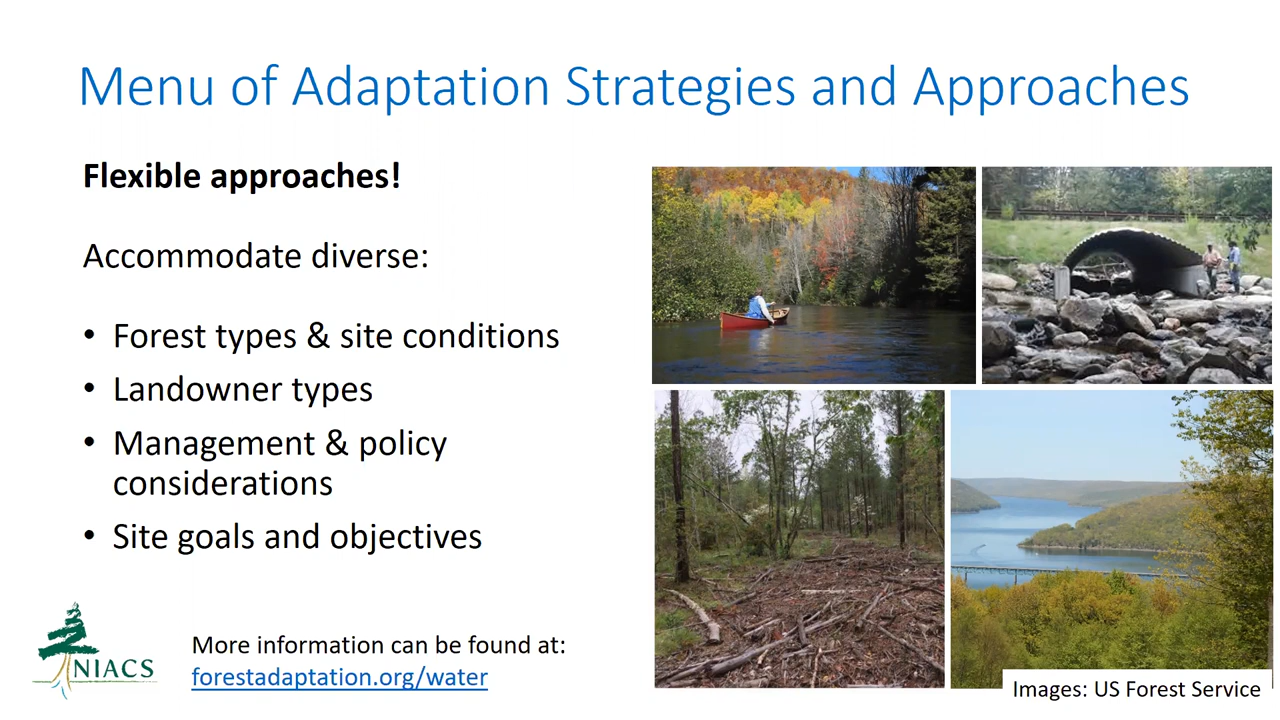 Menu of Adaptation Strategies and Approaches
Flexible approaches!
Accommodate diverse:
• Forest types & site conditions
• Landowner types
• Management & policy
considerations
• Site goals and objectives
NIACS
More information can be found at:
forestadaptation.org/water
Images: US Forest Service